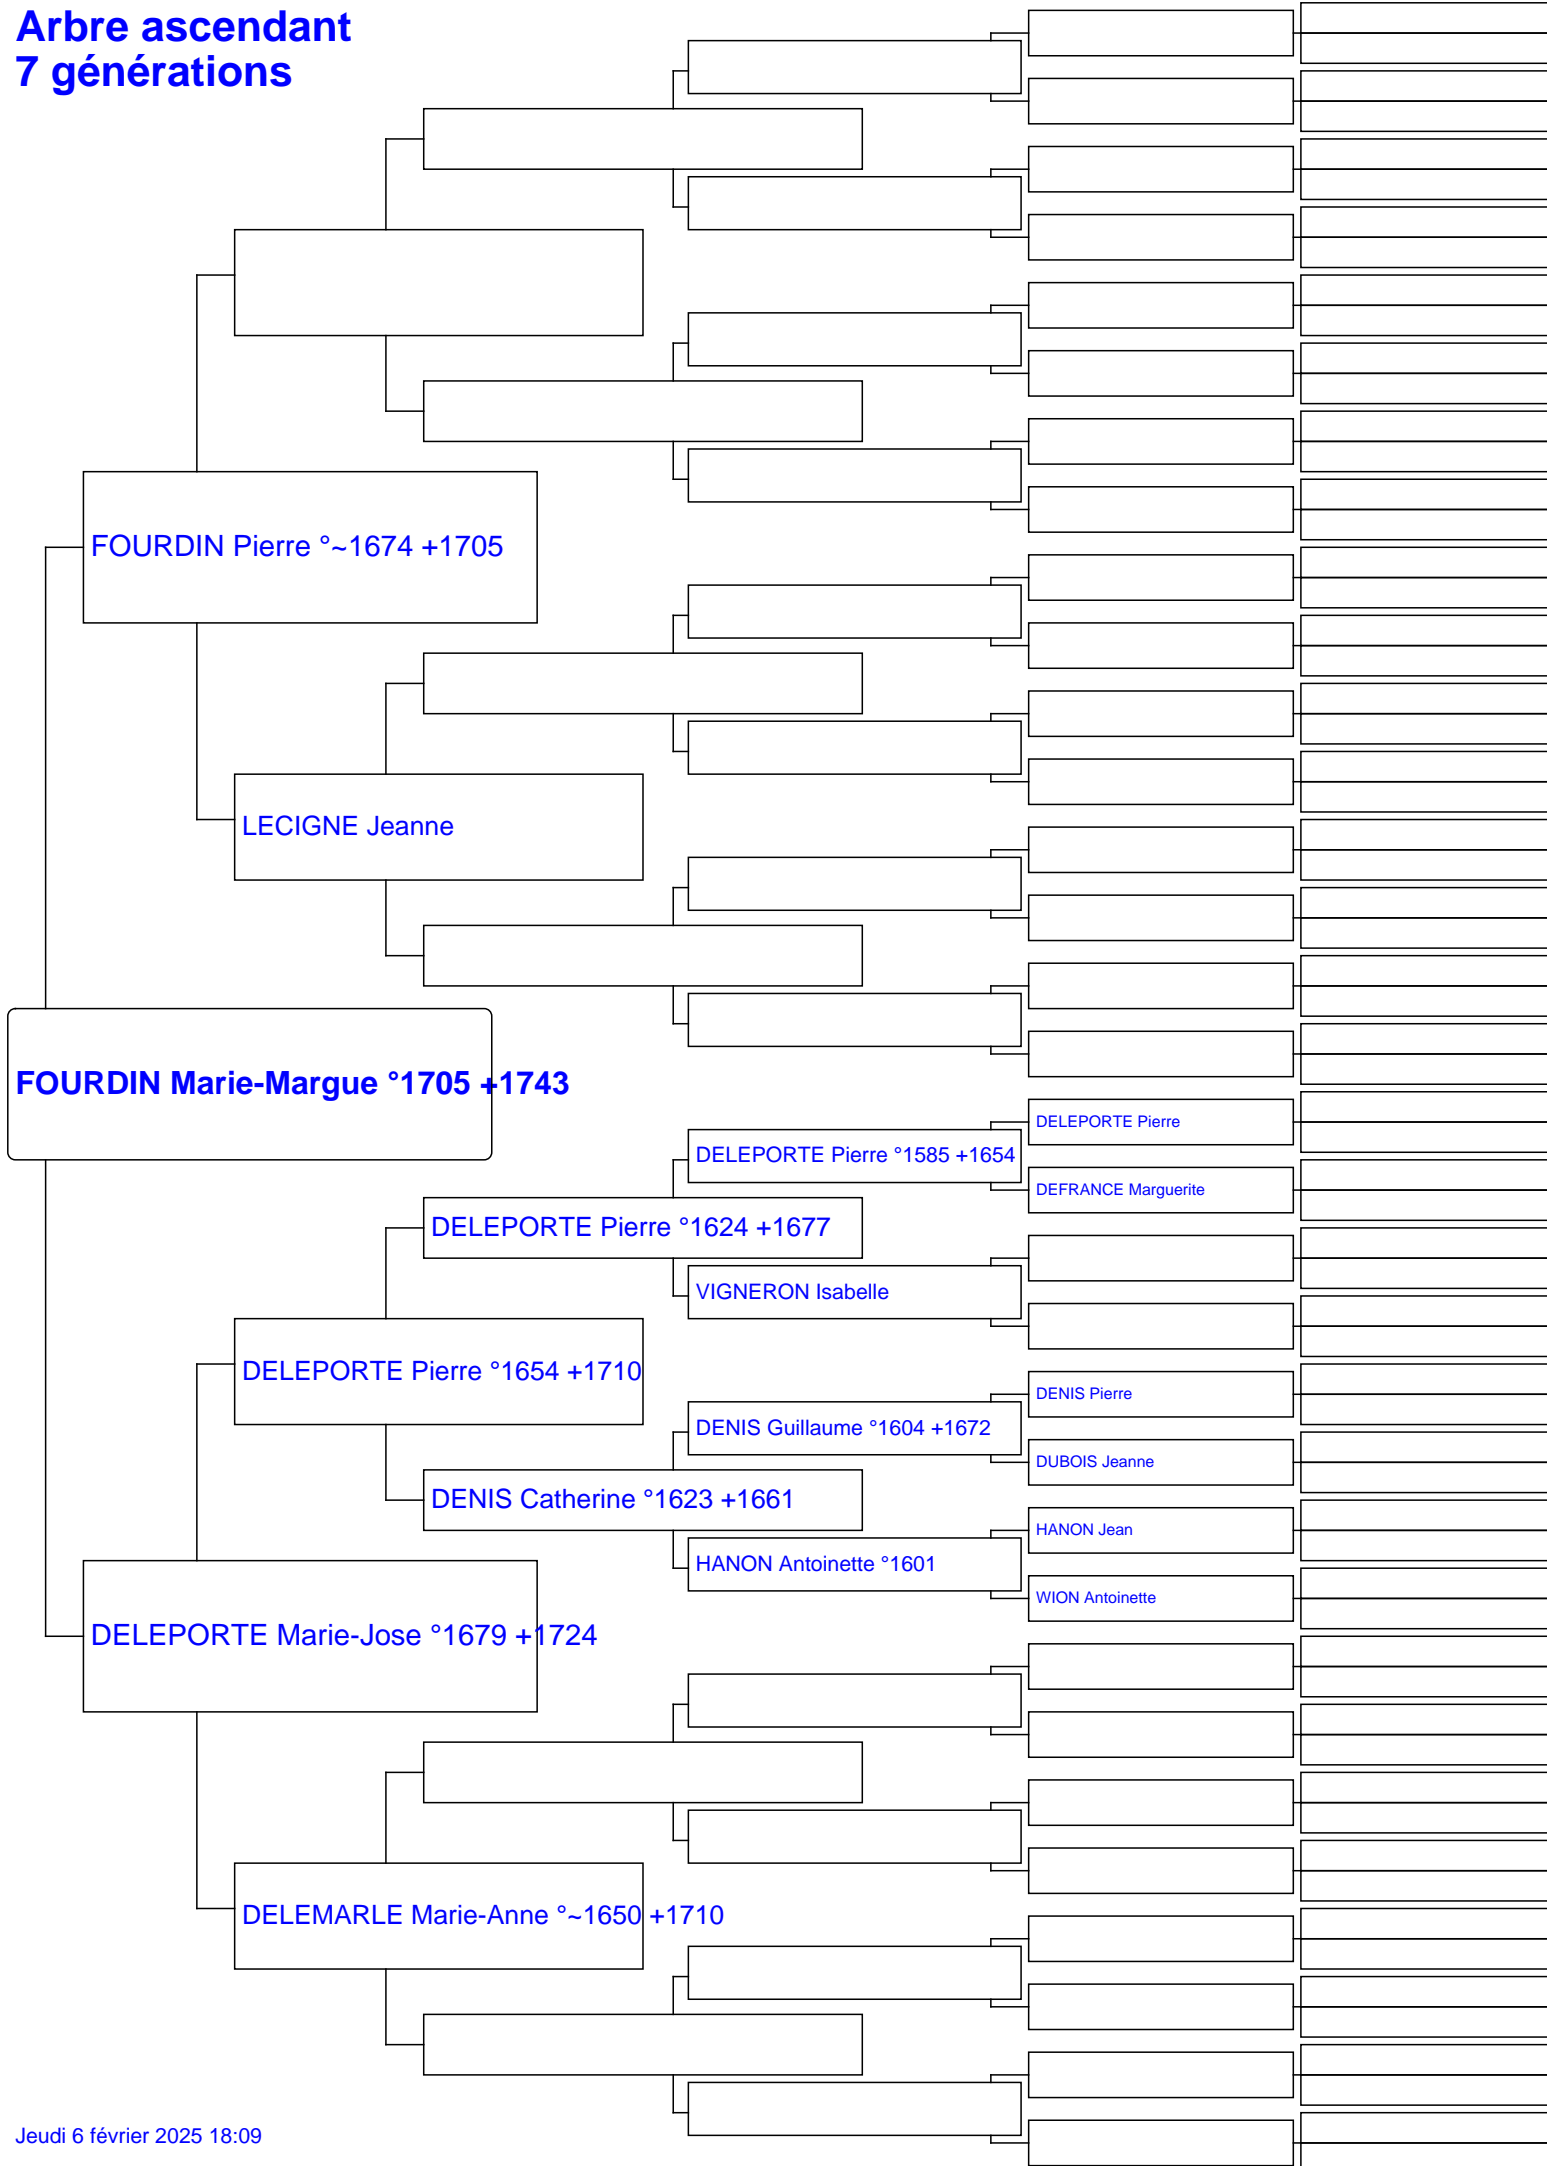 Arbre ascendant
7 générations
FOURDIN Pierre °~1674 +1705
LECIGNE Jeanne
FOURDIN Marie-Margue °1705 +1743
DELEPORTE Pierre
DELEPORTE Pierre °1585 +1654
DEFRANCE Marguerite
DELEPORTE Pierre °1624 +1677
VIGNERON Isabelle
DELEPORTE Pierre °1654 +1710
DENIS Pierre
DENIS Guillaume °1604 +1672
DUBOIS Jeanne
DENIS Catherine °1623 +1661
HANON Jean
HANON Antoinette °1601
WION Antoinette
DELEPORTE Marie-Jose °1679 +1724
DELEMARLE Marie-Anne °~1650 +1710
Jeudi 6 février 2025 18:09